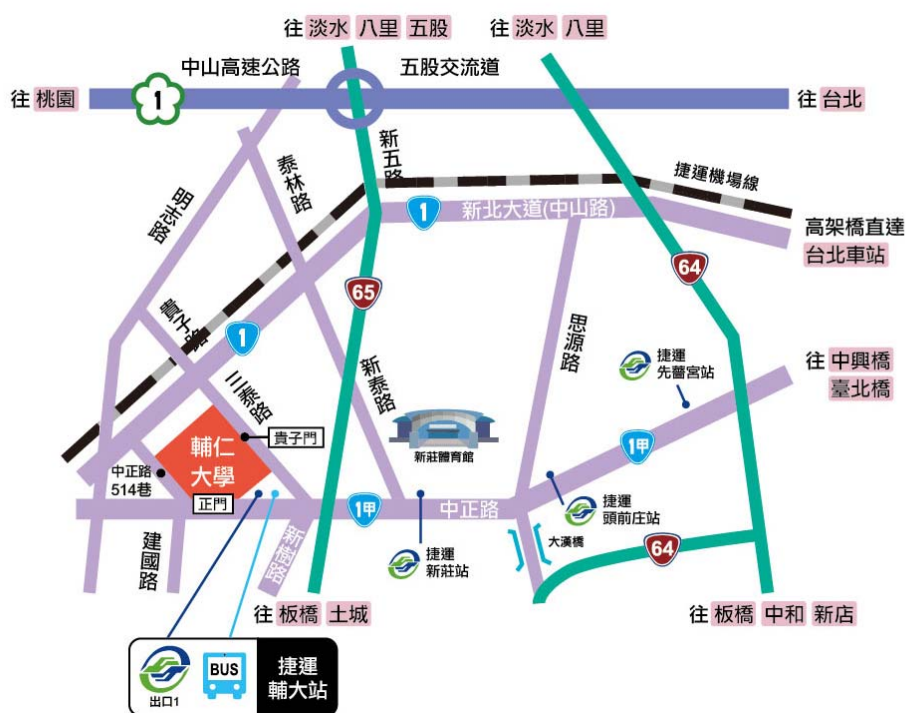 往 淡水 八里 五股
往 淡水 八里
中山高速公路
五股交流道
往 桃園
1
往 台北
新五路
泰林路
明志路
捷運機場線
1
新北大道(中山路)
高架橋直達
台北車站
64
65
貴子路
1
思源路
捷運
先嗇宮站
往 中興橋
臺北橋
三泰路
新泰路
輔仁
大學
貴子門
新莊體育館
1甲
中正路
514巷
正門
1甲
中正路
捷運
頭前庄站
建國路
新樹路
捷運
新莊站
大漢橋
64
往 板橋 土城
往 板橋 中和 新店
BUS
出口1
捷運
輔大站